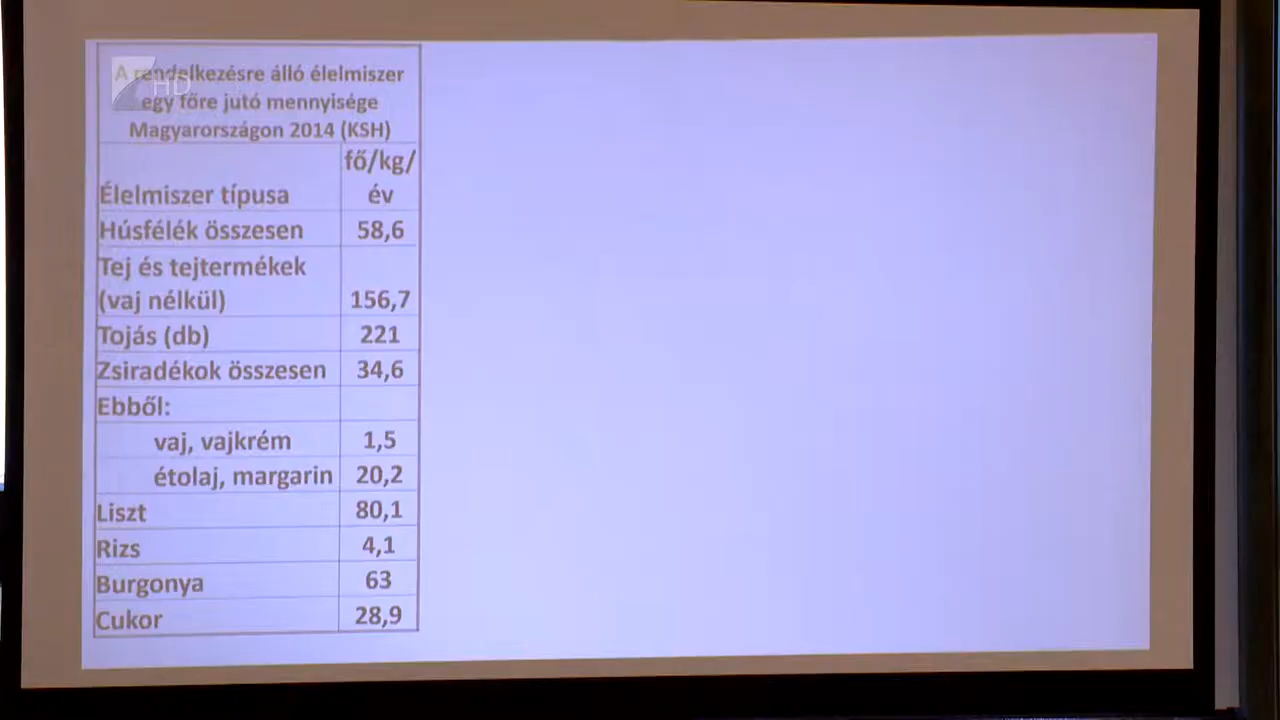 A rendelkezésre álló élelmiszer
egy főre jutó mennyisége
Magyarországon 2014 (KSH)
Élelmiszer típusa fő/kg/év
Húsfélék összesen 58,6
Tej és tejtermékek
(vaj nélkül) 156,7
Tojás (db) 221
Zsiradékok összesen 34,6
Ebből:
vaj, vajkrém 1,5
étolaj, margarin 20,2
Liszt 80,1
Rizs 4,1
Burgonya 63
Cukor 28,9
HD